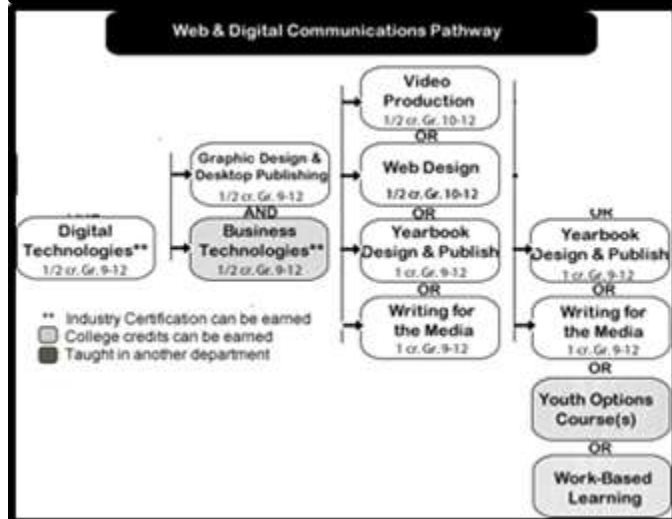 Web & Digital Communications Pathway
Video
Production
1/2 cr. Gr. 10-12
OR
Graphic Design &
Desktop Publishing
1/2 cr. Gr. 9-12
AND
Web Design
1/2 cr. Gr. 10-12
OR
Digital
Technologies**
1/2 cr. Gr. 9-12
Business
Technologies**
1/2 cr. Gr. 9-12
Yearbook
Design & Publish
1 cr. Gr. 9-12
OR
OR
Yearbook
Design & Publish
1 cr. Gr. 9-12
OR
Writing for
the Media
1 cr. Gr. 9-12
Writing for
the Media
1 cr. Gr. 9-12
OR
Youth Options
Course(s)
OR
Work-Based
Learning
** Industry Certification can be earned
College credits can be earned
Taught in another department